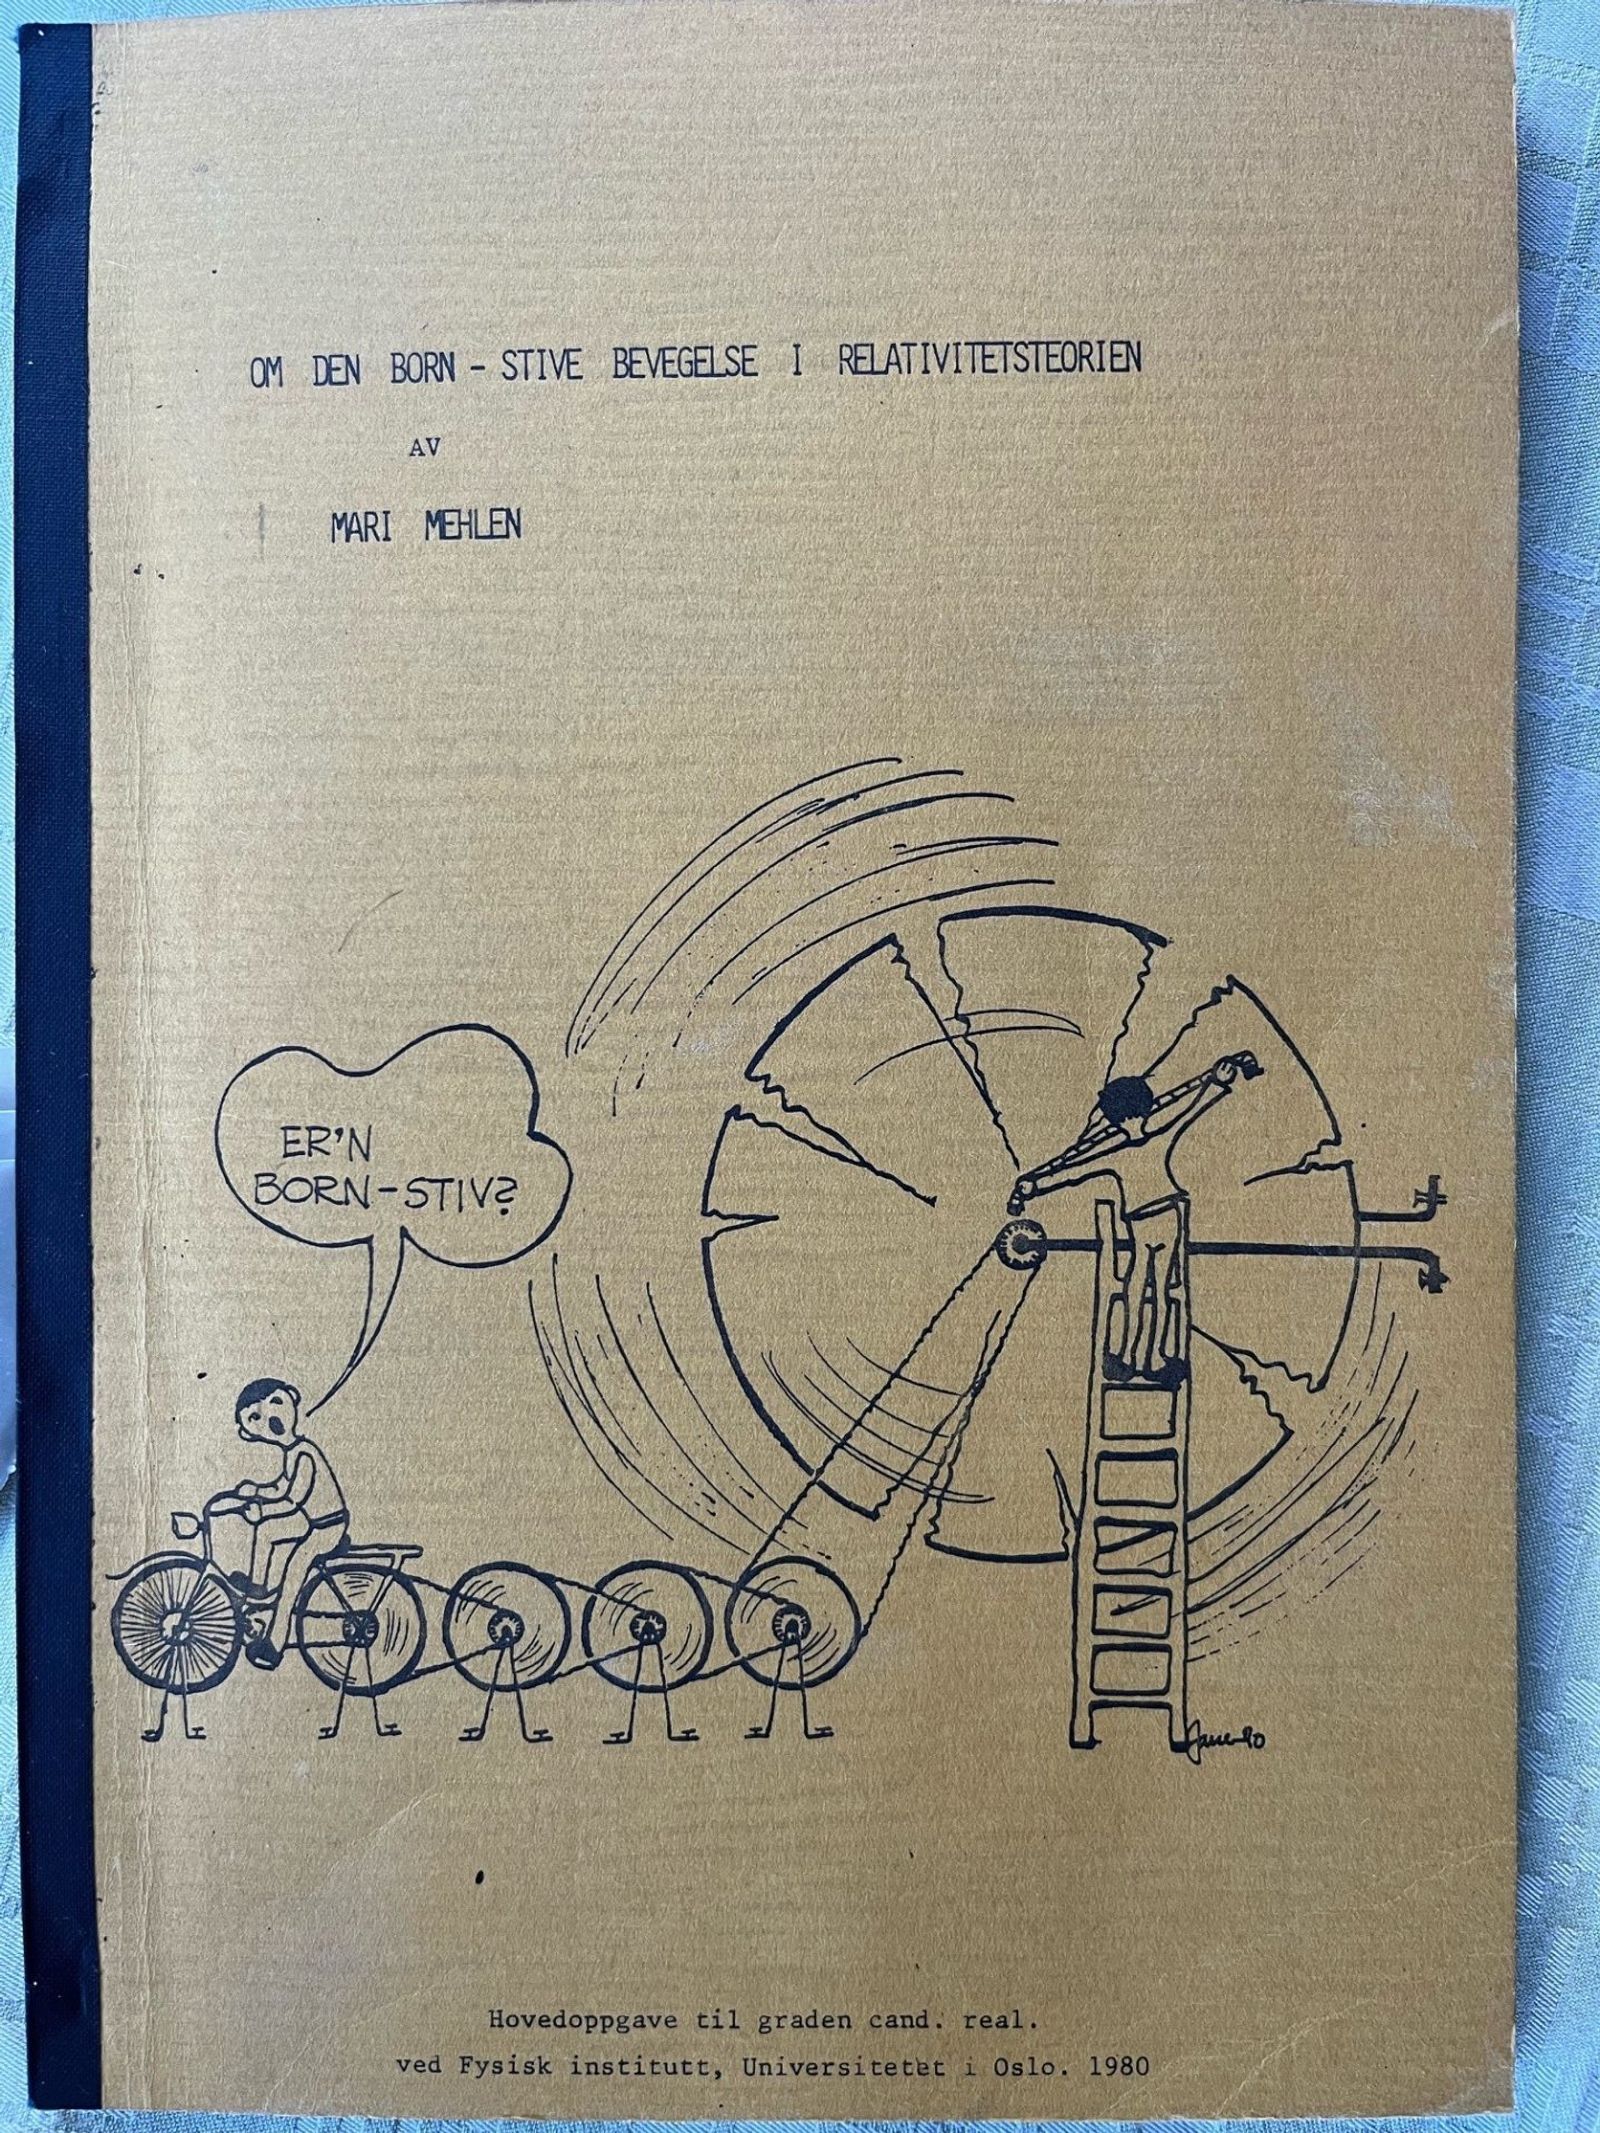 OM DEN BORN - STIVE BEVEGELSE I RELATIVITETSTEORIEN
AV
MARI MEHLEN
ER'N
BORN-STIV?
Hovedoppgave til graden cand. real.
ved Fysisk institutt, Universitetet i Oslo. 1980